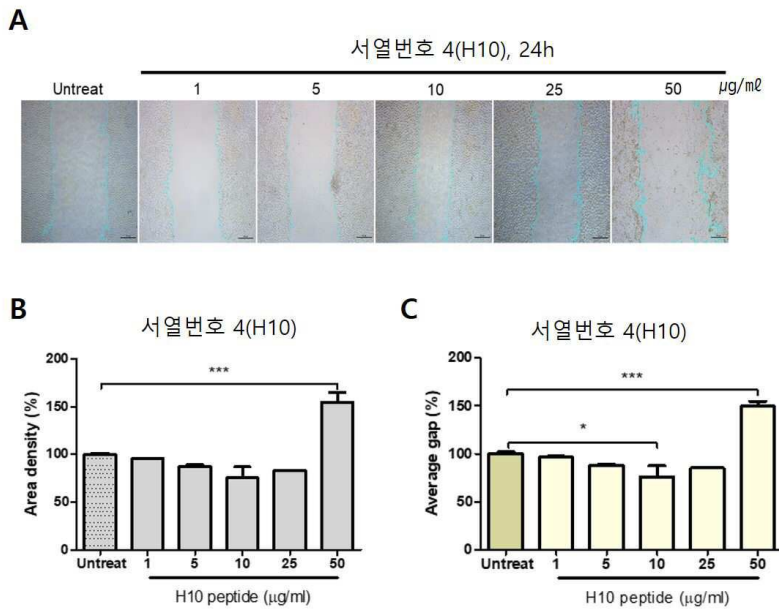 A
서열번호 4(H10), 24h
Untreat 1 5 10 25 50 μg/㎖
B
서열번호 4(H10)
***
200
150
100
50
0
Area density (%)
Untreat 1 5 10 25 50
H10 peptide (μg/ml)
C
서열번호 4(H10)
***
*
200
150
100
50
0
Average gap (%)
Untreat 1 5 10 25 50
H10 peptide (μg/ml)